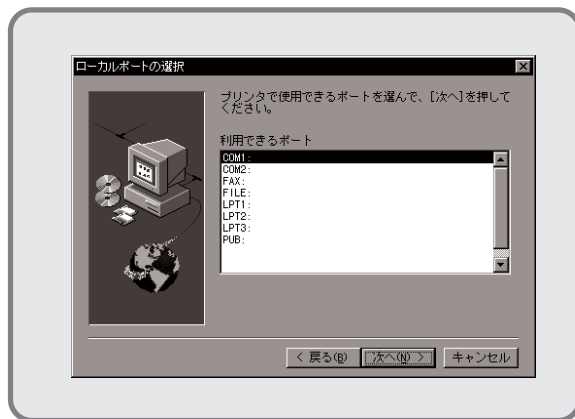 ローカルポートの選択
プリンタで使用できるポートを選んで、[次へ]を押して
ください。
利用できるポート
COM1:
COM2:
FAX:
FILE:
LPT1:
LPT2:
LPT3:
PUB:
< 戻る(B)
次へ(N) >
キャンセル